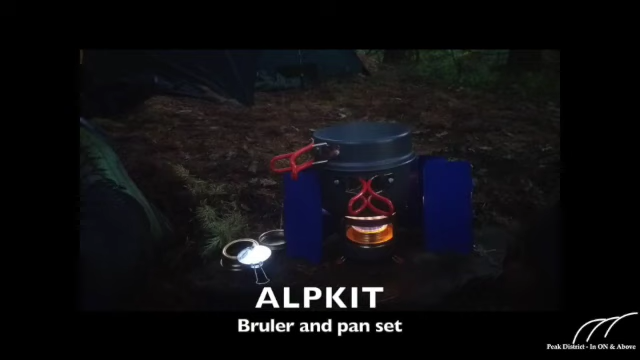 ALPKIT
Bruler and pan set
Peak District - In ON & Above